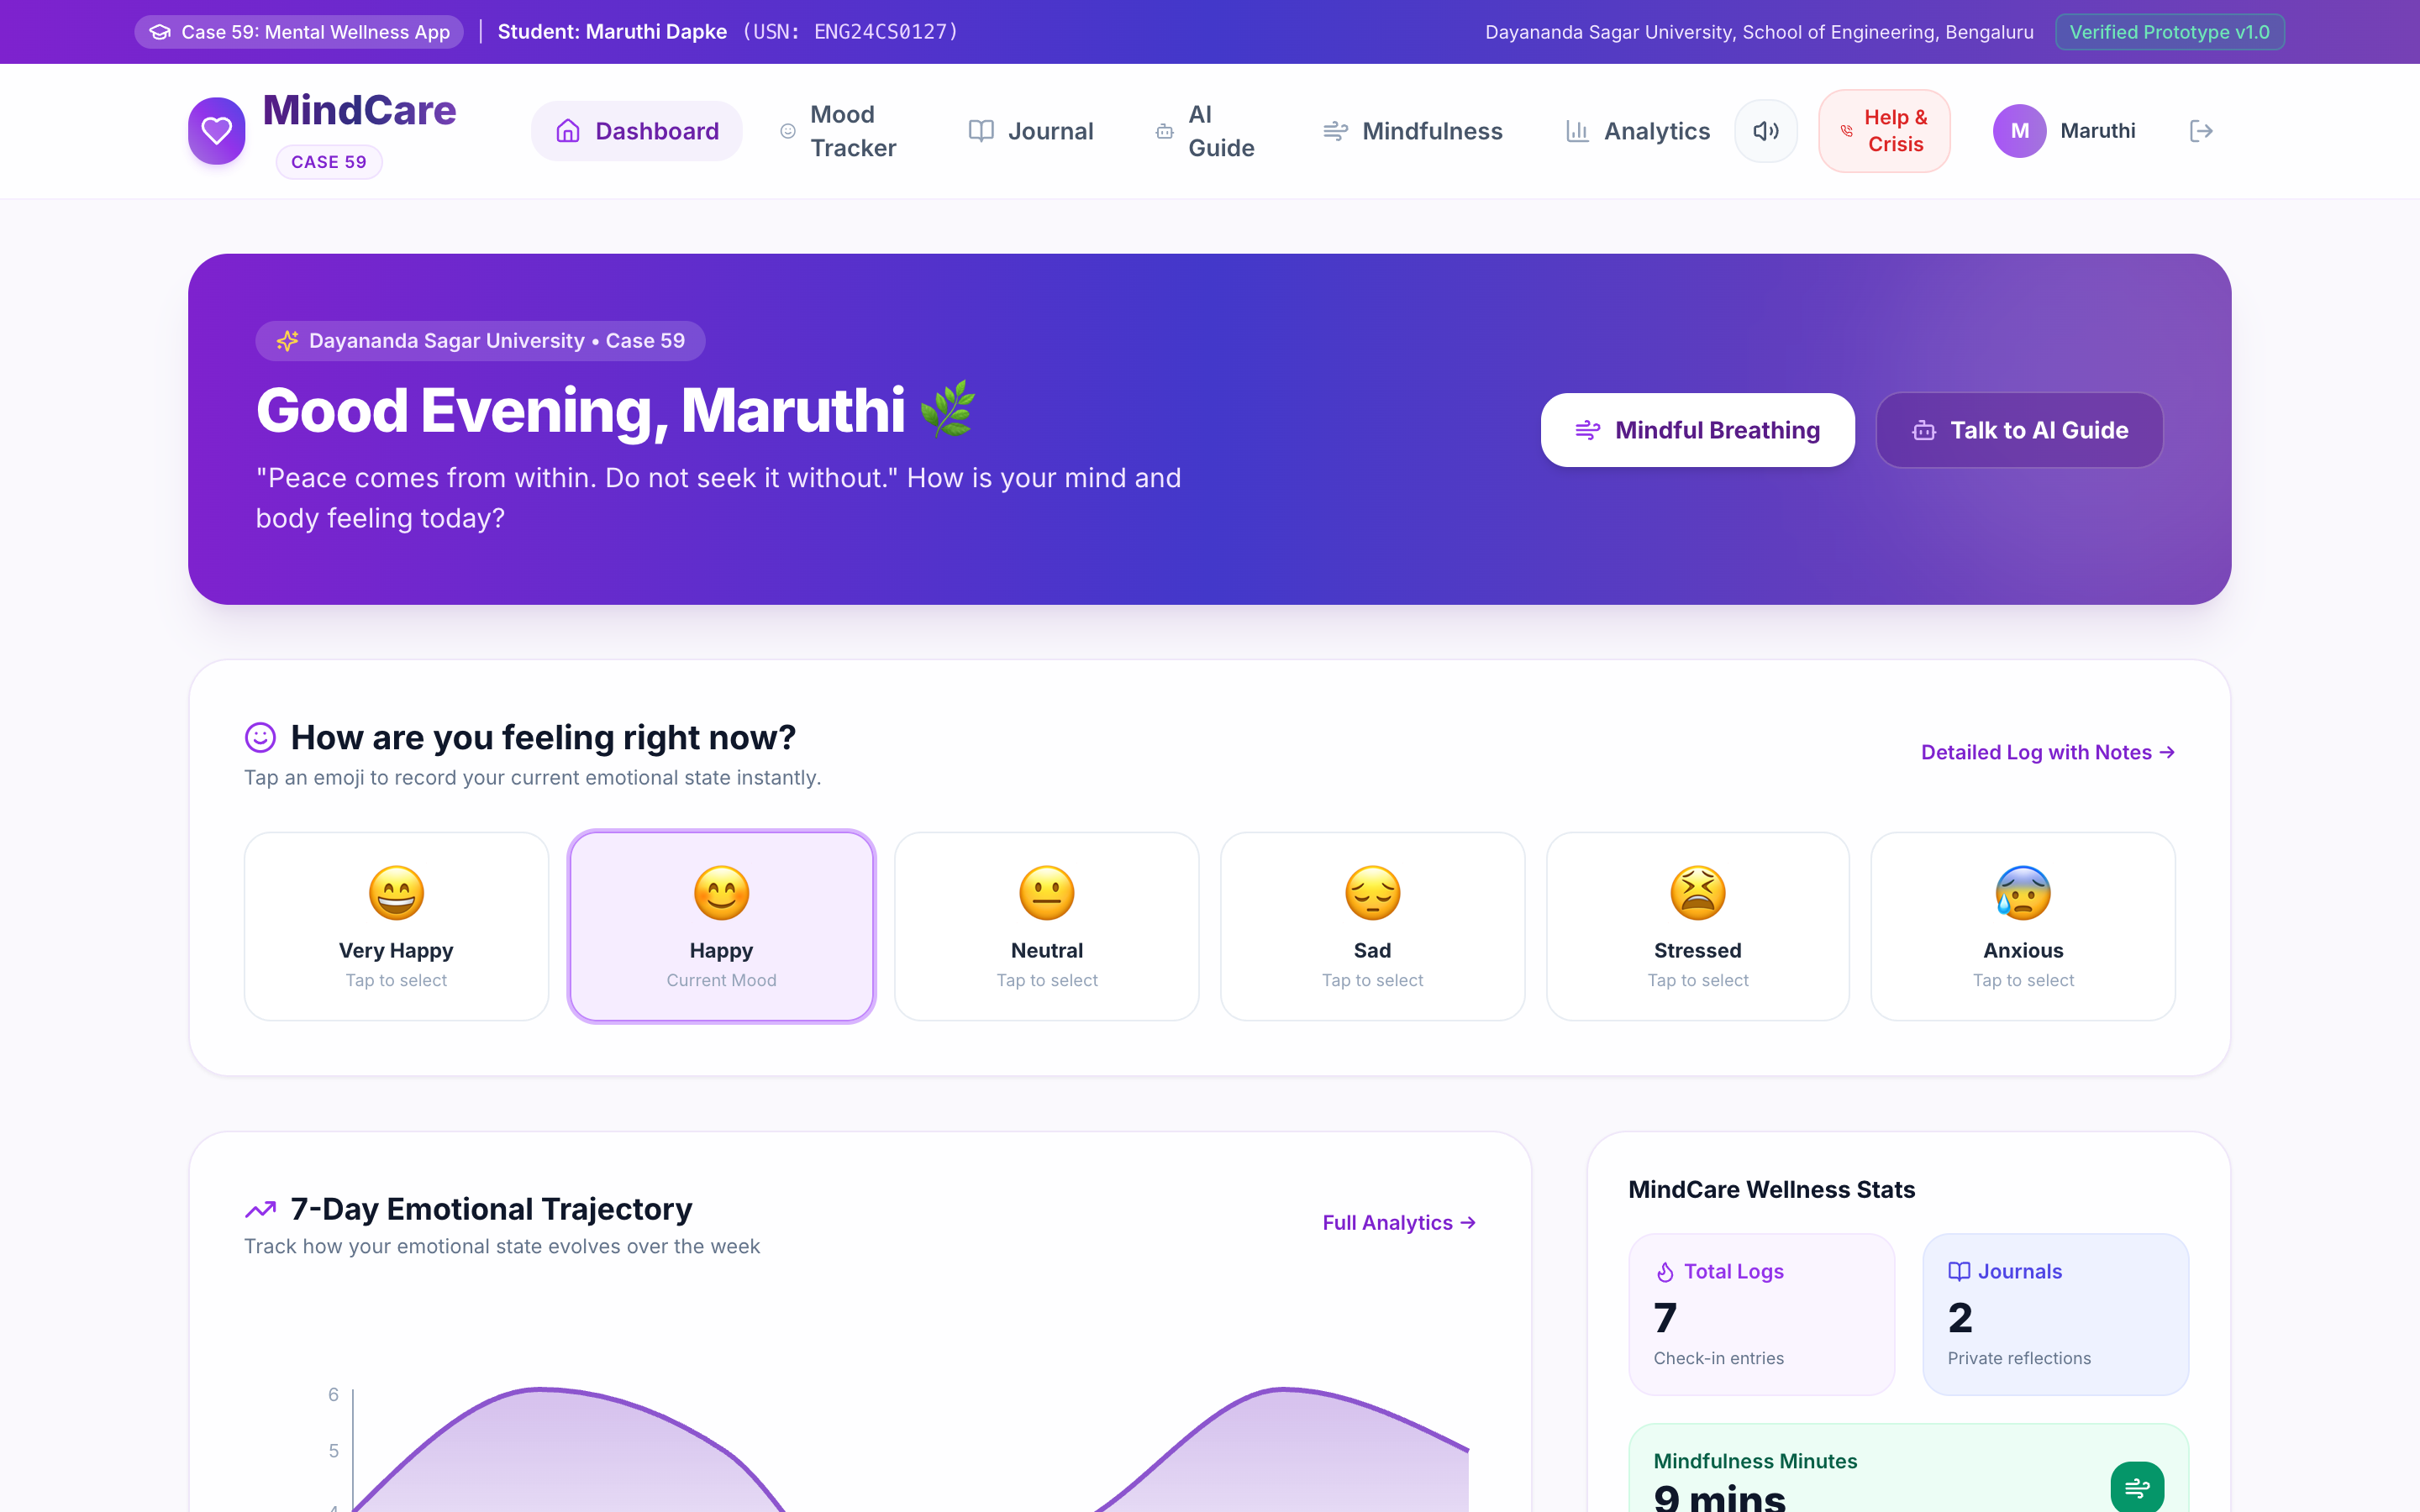 Case 59: Mental Wellness App
Student: Maruthi Dapke (USN: ENG24CS0127)
Dayananda Sagar University, School of Engineering, Bengaluru
Verified Prototype v1.0
MindCare
CASE 59
Dashboard
Mood
Tracker
Journal
AI
Guide
Mindfulness
Analytics
Help &
Crisis
M
Maruthi
Dayananda Sagar University • Case 59
Good Evening, Maruthi 🌿
"Peace comes from within. Do not seek it without." How is your mind and
body feeling today?
Mindful Breathing
Talk to AI Guide
How are you feeling right now?
Tap an emoji to record your current emotional state instantly.
Detailed Log with Notes →
Very Happy
Tap to select
Happy
Current Mood
Neutral
Tap to select
Sad
Tap to select
Stressed
Tap to select
Anxious
Tap to select
7-Day Emotional Trajectory
Track how your emotional state evolves over the week
Full Analytics →
6
5
4
MindCare Wellness Stats
Total Logs
7
Check-in entries
Journals
2
Private reflections
Mindfulness Minutes
9 mins